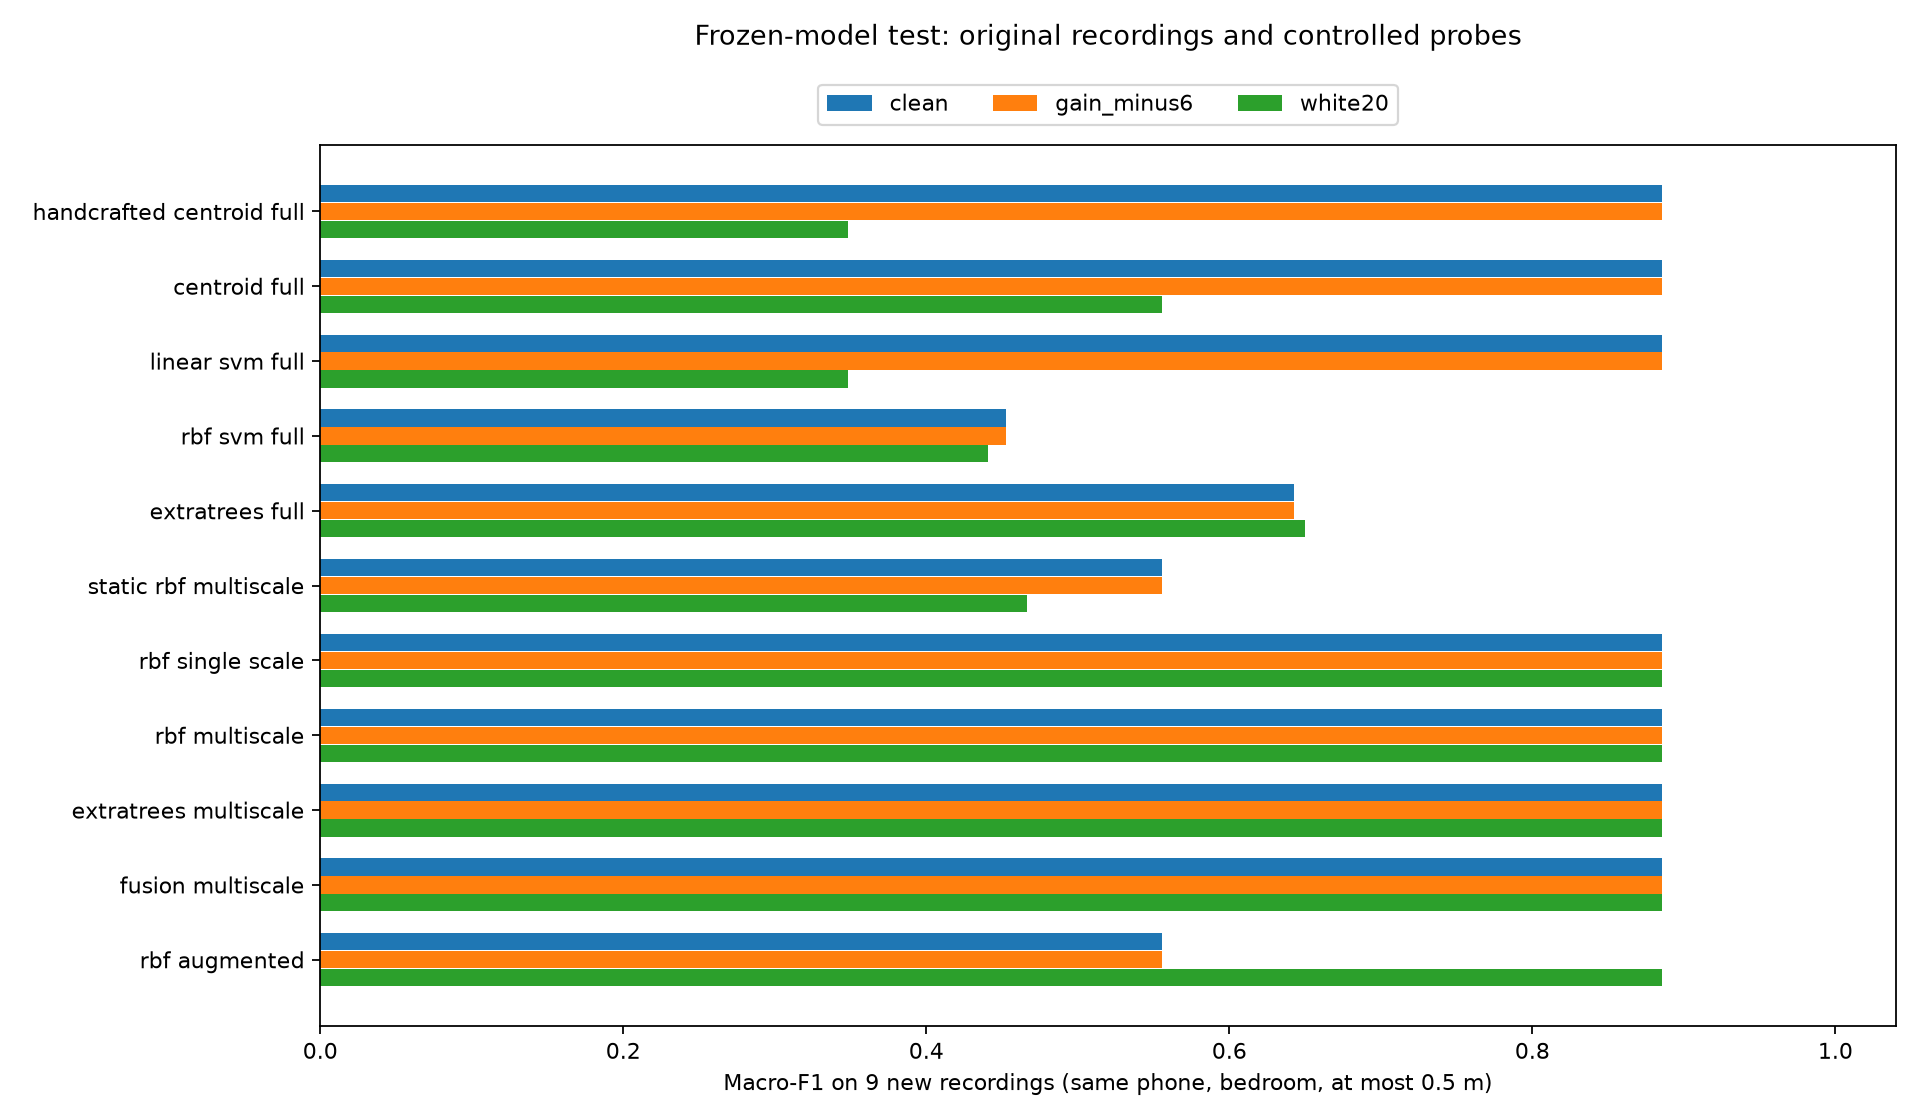 Frozen-model test: original recordings and controlled probes
clean gain_minus6 white20
handcrafted centroid full
centroid full
linear svm full
rbf svm full
extratrees full
static rbf multiscale
rbf single scale
rbf multiscale
extratrees multiscale
fusion multiscale
rbf augmented
0.0 0.2 0.4 0.6 0.8 1.0
Macro-F1 on 9 new recordings (same phone, bedroom, at most 0.5 m)